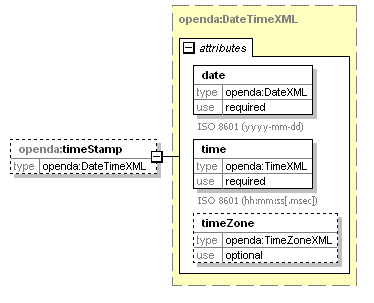 openda:DateTimeXML
attributes
date
type openda:DateXML
use required
ISO 8601 (yyyy-mm-dd)
openda:timeStamp
type openda:DateTimeXML
time
type openda:TimeXML
use required
ISO 8601 (hh:mm:ss[.msec])
timeZone
type openda:TimeZoneXML
use optional